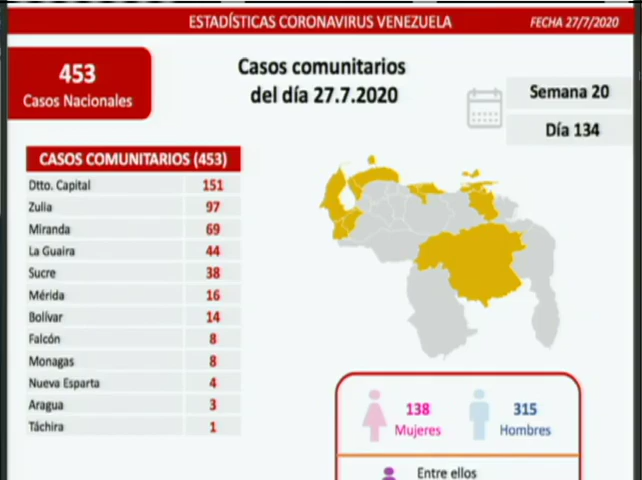 ESTADÍSTICAS CORONAVIRUS VENEZUELA
FECHA 27/7/2020
453
Casos Nacionales
Casos comunitarios
del día 27.7.2020
Semana 20
Día 134
CASOS COMUNITARIOS (453)
Dtto. Capital 151
Zulia 97
Miranda 69
La Guaira 44
Sucre 38
Mérida 16
Bolívar 14
Falcón 8
Monagas 8
Nueva Esparta 4
Aragua 3
Táchira 1
138
Mujeres
315
Hombres
Entre ellos